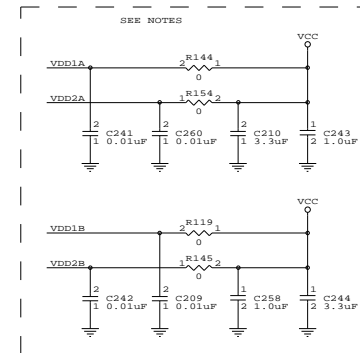 SEE NOTES
VCC
R144
VDD1A 2 1
0
R154
VDD2A 1 2
0
2 2 2 1
C241 C260 C210 C243
1 0.01uF 1 0.01uF 1 3.3uF 2 1.0uF
VCC
R119
VDD1B 2 1
0
R145
VDD2B 1 2
0
2 2 1 1
C242 C209 C258 C244
1 0.01uF 1 0.01uF 2 1.0uF 2 3.3uF